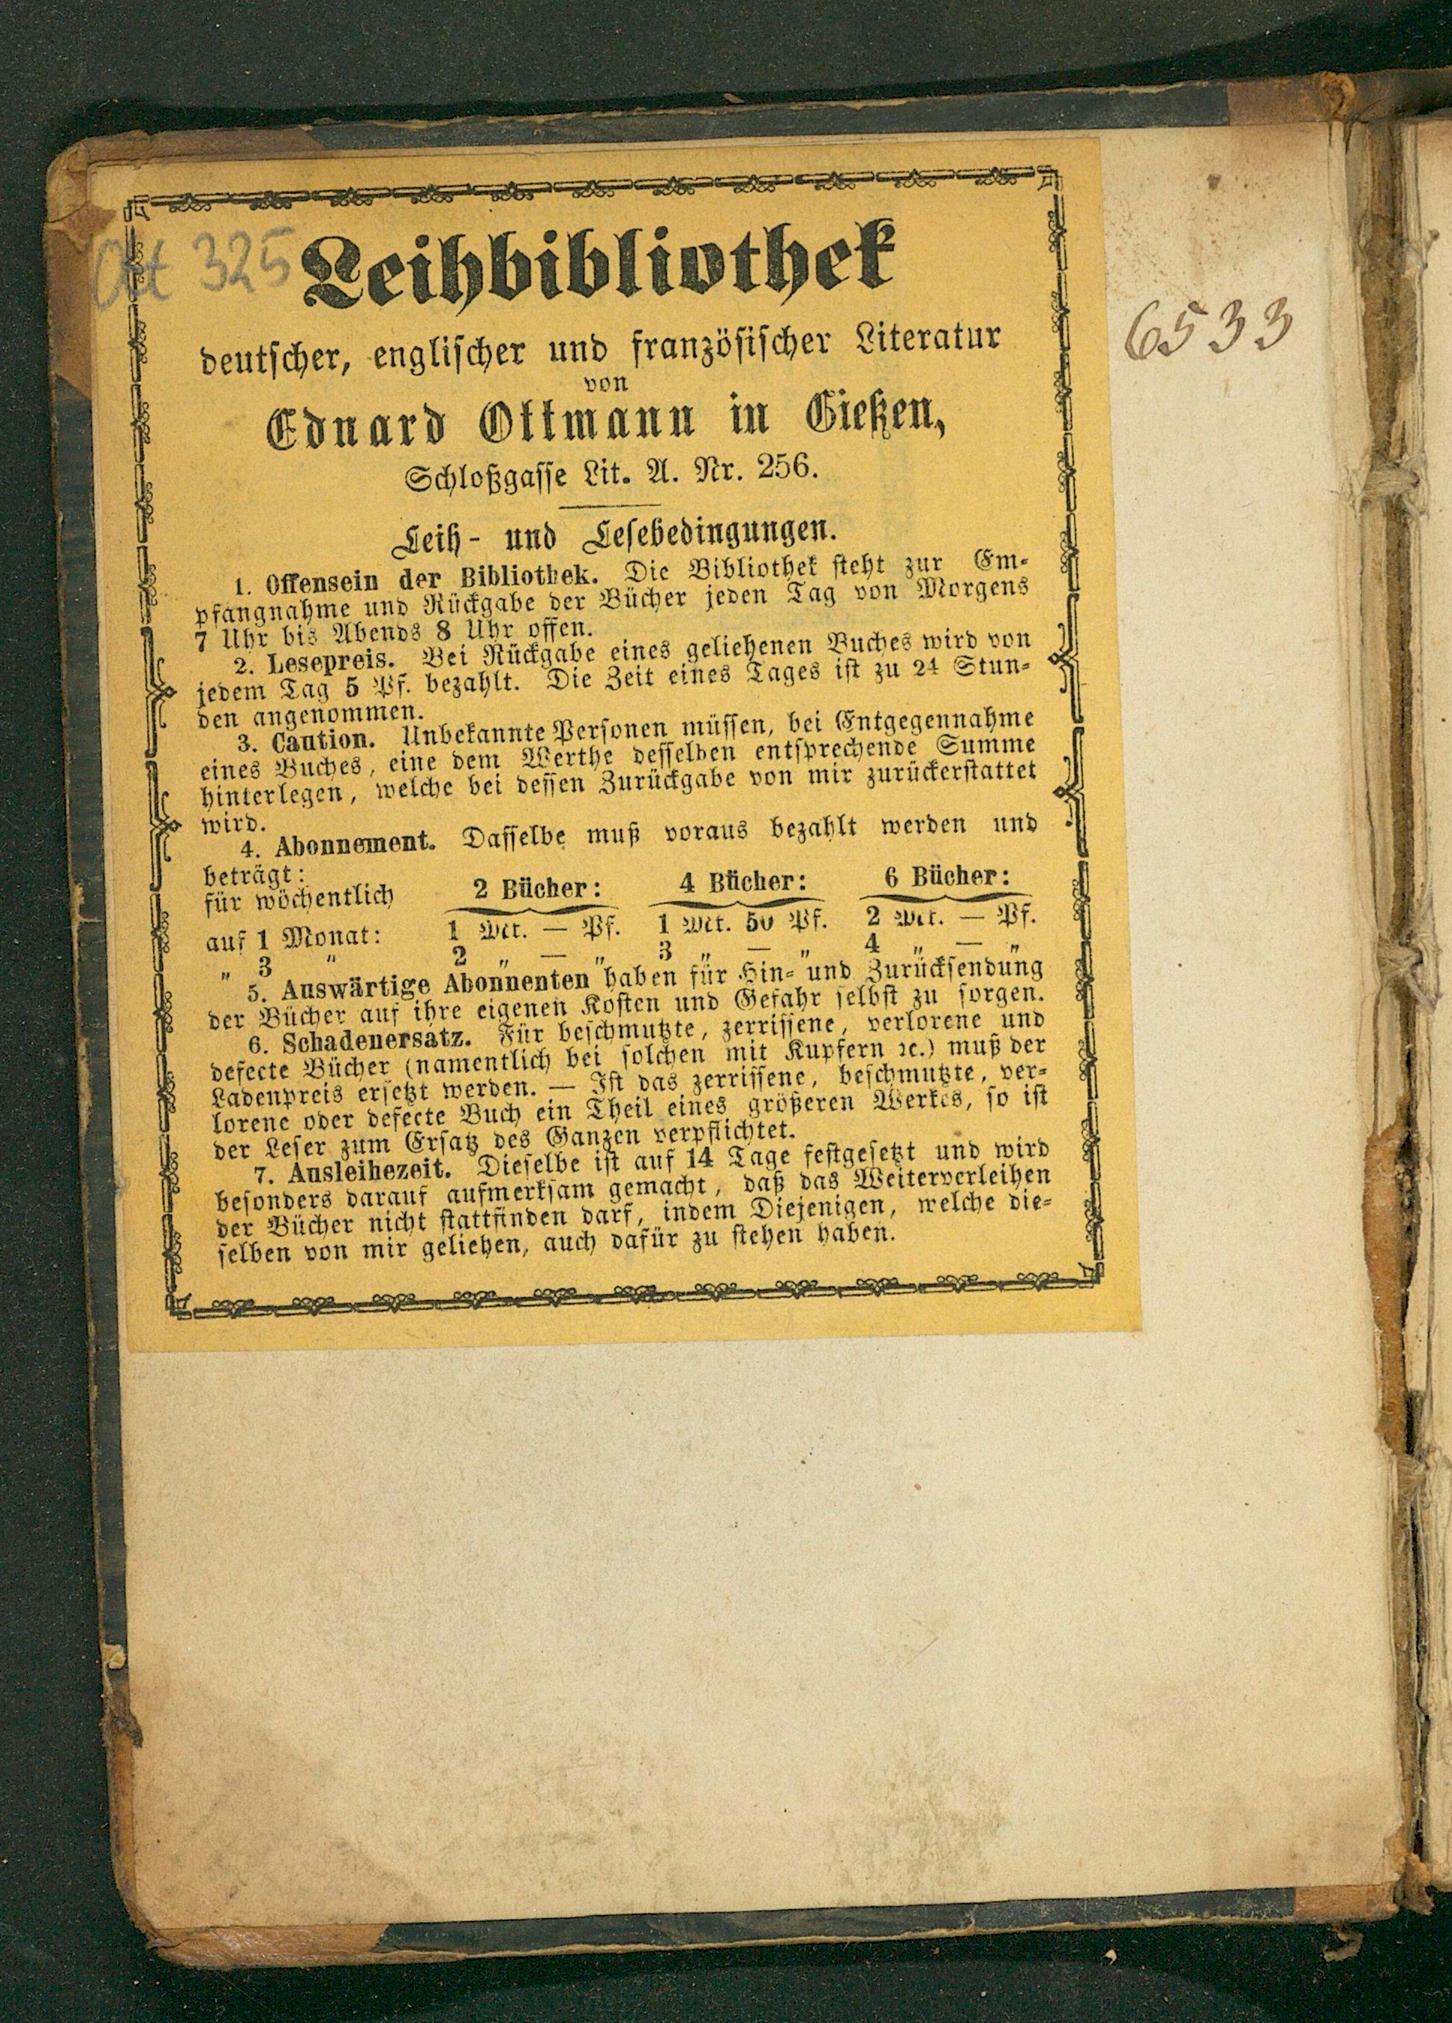 Ott 325
Leihbibliothek
deutscher, englischer und französischer Literatur
von
Eduard Ottmann in Gießen,
Schloßgasse Lit. A. Nr. 256.
Leih- und Lesebedingungen.
1. Offensein der Bibliothek. Die Bibliothek steht zur Em-
pfangnahme und Rückgabe der Bücher jeden Tag von Morgens
7 Uhr bis Abends 8 Uhr offen.
2. Lesepreis. Bei Rückgabe eines geliehenen Buches wird von
jedem Tag 5 Pf. bezahlt. Die Zeit eines Tages ist zu 24 Stun-
den angenommen.
3. Caution. Unbekannte Personen müssen, bei Entgegennahme
eines Buches, eine dem Werthe desselben entsprechende Summe
hinterlegen, welche bei dessen Zurückgabe von mir zurückerstattet
wird.
4. Abonnement. Dasselbe muß voraus bezahlt werden und
beträgt:
für wöchentlich 2 Bücher: 4 Bücher: 6 Bücher:
auf 1 Monat: 1 Mk. — Pf. 1 Mk. 50 Pf. 2 Mk. — Pf.
„ 3 „ 2 „ — „ 3 „ — „ 4 „ — „
5. Auswärtige Abonnenten haben für Hin- und Zurücksendung
der Bücher auf ihre eigenen Kosten und Gefahr selbst zu sorgen.
6. Schadenersatz. Für beschmutzte, zerrissene, verlorene und
defecte Bücher (namentlich bei solchen mit Kupfern ꝛc.) muß der
Ladenpreis ersetzt werden. — Ist das zerrissene, beschmutzte, ver-
lorene oder defecte Buch ein Theil eines größeren Werkes, so ist
der Leser zum Ersatz des Ganzen verpflichtet.
7. Ausleihezeit. Dieselbe ist auf 14 Tage festgesetzt und wird
besonders darauf aufmerksam gemacht, daß das Weiterverleihen
der Bücher nicht stattfinden darf, indem Diejenigen, welche die-
selben von mir geliehen, auch dafür zu stehen haben.
6533